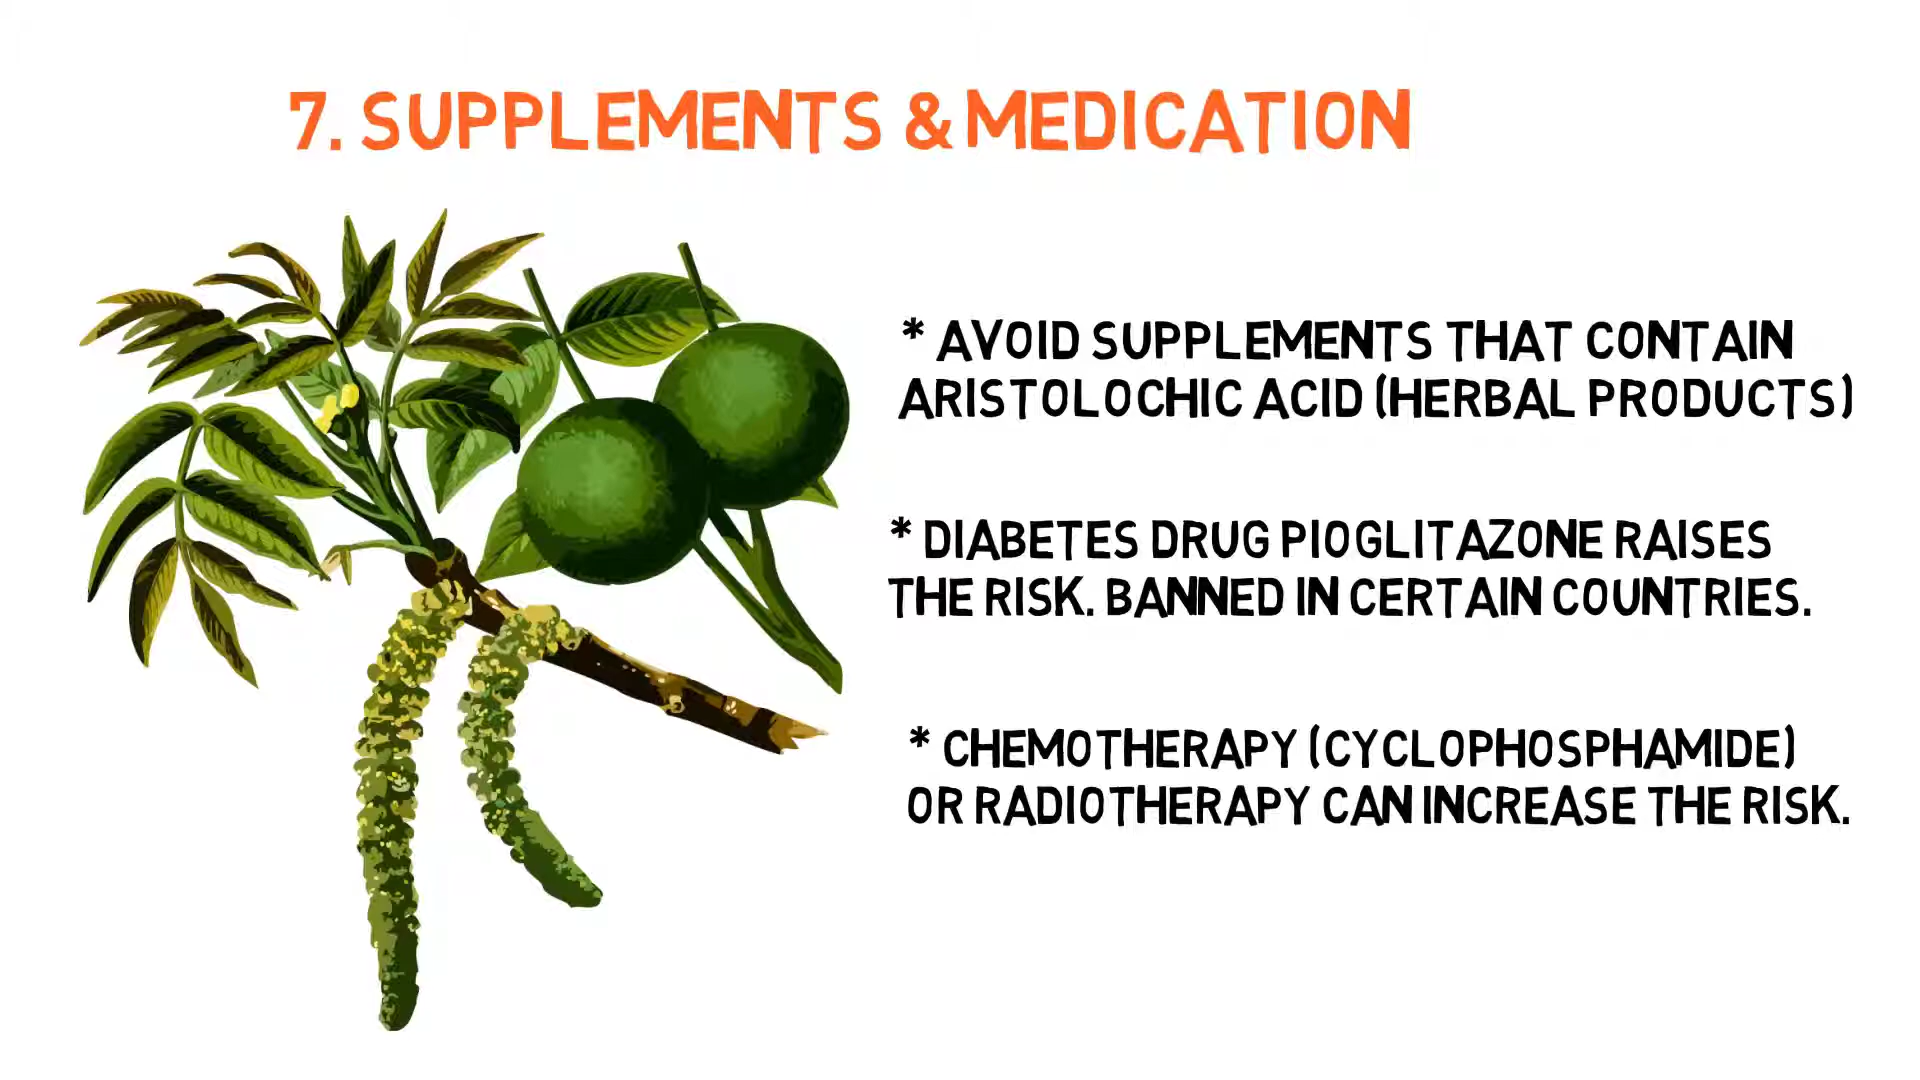 7. SUPPLEMENTS & MEDICATION
* AVOID SUPPLEMENTS THAT CONTAIN
ARISTOLOCHIC ACID (HERBAL PRODUCTS)
* DIABETES DRUG PIOGLITAZONE RAISES
THE RISK. BANNED IN CERTAIN COUNTRIES.
* CHEMOTHERAPY (CYCLOPHOSPHAMIDE)
OR RADIOTHERAPY CAN INCREASE THE RISK.